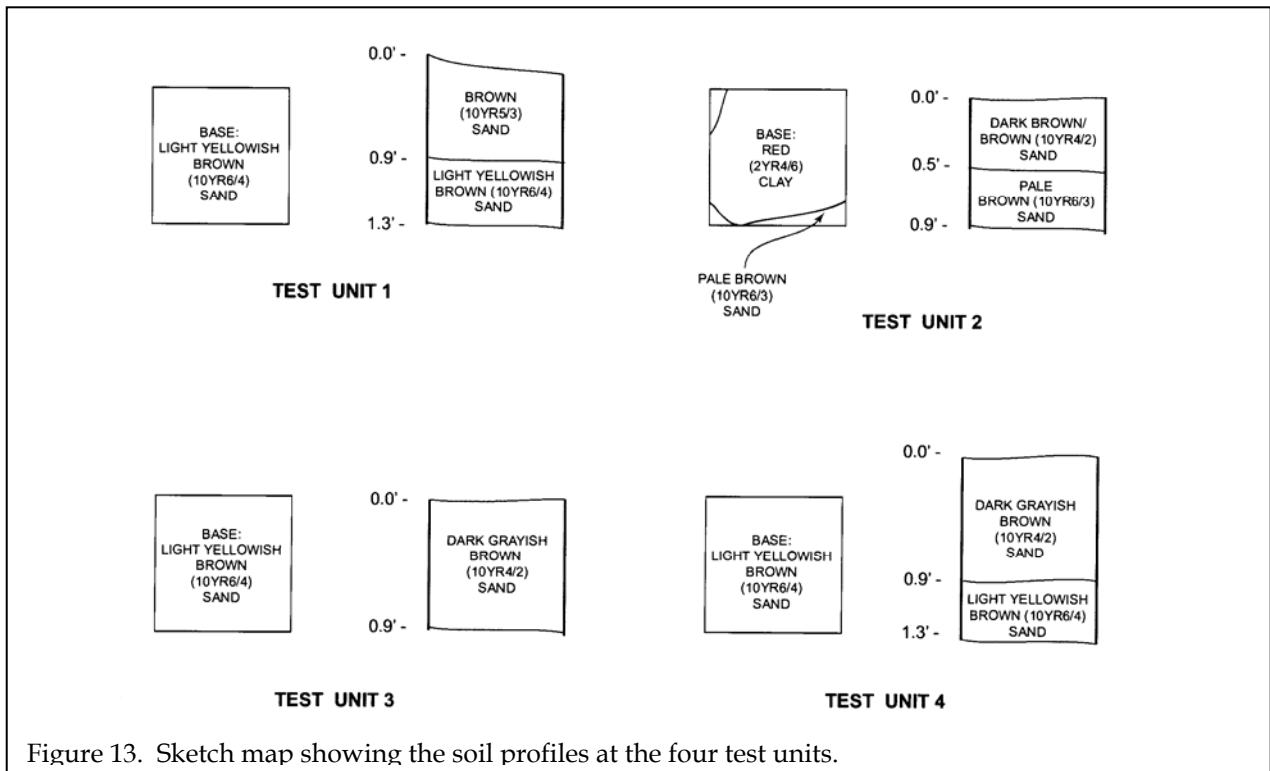 0.0' -
BROWN
(10YR5/3)
SAND
BASE:
LIGHT YELLOWISH
BROWN
(10YR6/4)
SAND
0.9' -
LIGHT YELLOWISH
BROWN (10YR6/4)
SAND
1.3' -
TEST UNIT 1
BASE:
RED
(2YR4/6)
CLAY
0.0' -
DARK BROWN/
BROWN (10YR4/2)
SAND
0.5' -
PALE
BROWN (10YR6/3)
SAND
0.9' -
PALE BROWN
(10YR6/3)
SAND
TEST UNIT 2
BASE:
LIGHT YELLOWISH
BROWN
(10YR6/4)
SAND
0.0' -
DARK GRAYISH
BROWN
(10YR4/2)
SAND
0.9' -
TEST UNIT 3
BASE:
LIGHT YELLOWISH
BROWN
(10YR6/4)
SAND
0.0' -
DARK GRAYISH
BROWN
(10YR4/2)
SAND
0.9' -
LIGHT YELLOWISH
BROWN (10YR6/4)
SAND
1.3' -
TEST UNIT 4
Figure 13. Sketch map showing the soil profiles at the four test units.